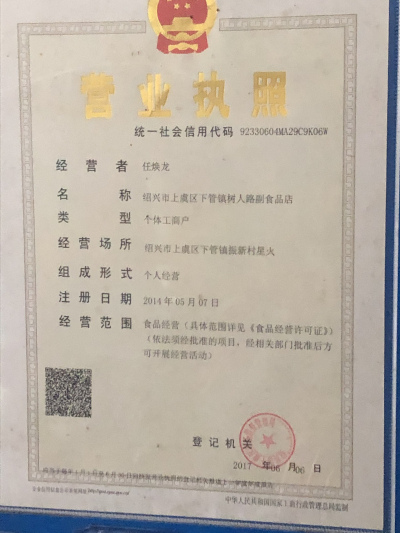 营业执照
统一社会信用代码 92330604MA29C9K06W
经营者 任焕龙
名称 绍兴市上虞区下管镇树人路副食品店
类型 个体工商户
经营场所 绍兴市上虞区下管镇振新村星火
组成形式 个人经营
注册日期 2014年05月07日
经营范围 食品经营（具体范围详见《食品经营许可证》）
（依法须经批准的项目，经相关部门批准后方
可开展经营活动）
登记机关
2017 年 06 月 06 日
中华人民共和国国家工商行政管理总局监制